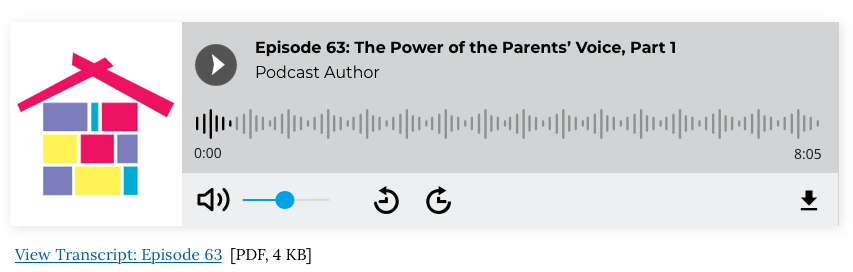 Episode 63: The Power of the Parents’ Voice, Part 1
Podcast Author
0:00
8:05
View Transcript: Episode 63 [PDF, 4 KB]